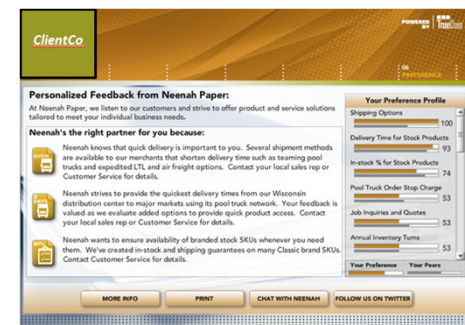 ClientCo
POWERED BY
06
PREFERENCE
Personalized Feedback from Neenah Paper:
At Neenah Paper, we listen to our customers and strive to offer product and service solutions
tailored to meet your individual business needs.
Neenah's the right partner for you because:
Neenah knows that quick delivery is important to you. Several shipment methods
are available to our merchants that shorten delivery time such as teaming pool
trucks and expedited LTL and air freight options. Contact your local sales rep or
Customer Service for details.
Neenah strives to provide the quickest delivery times from our Wisconsin
distribution center to major markets using its pool truck network. Your feedback is
valued as we evaluate added options to provide quick product access. Contact
your local sales rep or Customer Service for details.
Neenah wants to ensure availability of branded stock SKUs whenever you need
them. We've created in-stock and shipping guarantees on many Classic brand SKUs.
Contact Customer Service for details.
Your Preference Profile
Shipping Options
100
Delivery Time for Stock Products
93
In-stock % for Stock Products
74
Pool Truck Order Stop Charge
53
Job Inquiries and Quotes
53
Annual Inventory Turns
53
Your Preference Your Peers
MORE INFO
PRINT
CHAT WITH NEENAH
FOLLOW US ON TWITTER